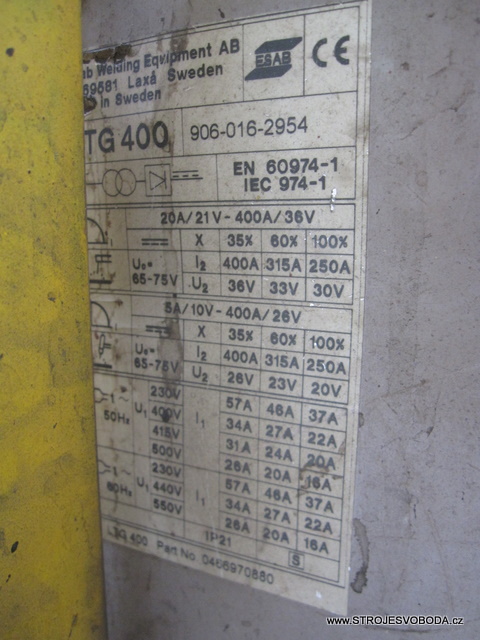 Welding Equipment AB
69581 Laxå Sweden
in Sweden
ESAB
CE
TG 400 906-016-2954
EN 60974-1
IEC 974-1
20A/21V - 400A/36V
X 35% 60% 100%
U₀= I₂ 400A 315A 250A
65-75V U₂ 36V 33V 30V
5A/10V - 400A/26V
X 35% 60% 100%
U₀= I₂ 400A 315A 250A
65-75V U₂ 26V 23V 20V
1~ 50Hz U₁ I₁
230V 57A 46A 37A
400V 34A 27A 22A
415V 31A 24A 20A
500V 26A 20A 16A
1~ 60Hz U₁ I₁
230V 57A 46A 37A
440V 34A 27A 22A
550V 26A 20A 16A
IP21 S
LTG 400 Part No. 0466970880
www.STROJESVOBODA.cz